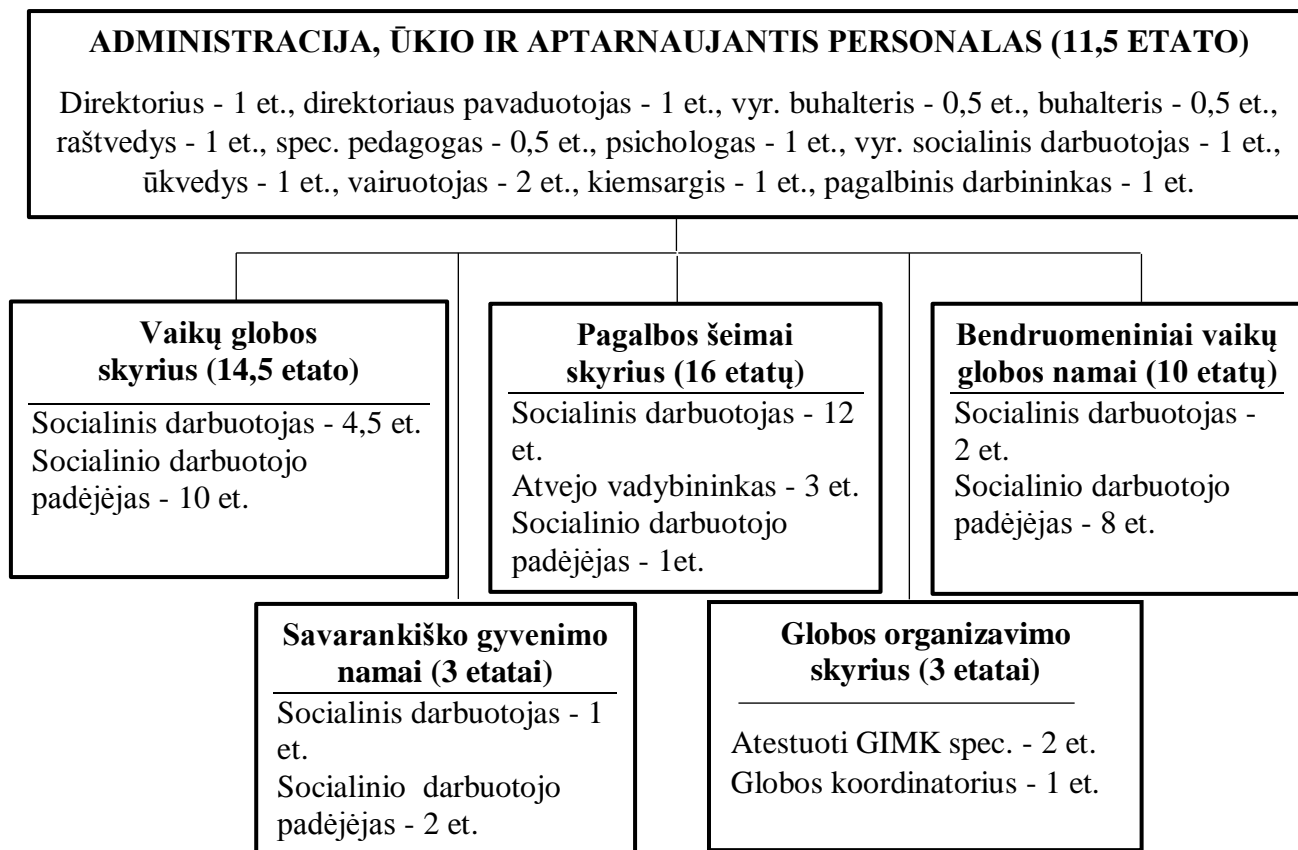 ADMINISTRACIJA, ŪKIO IR APTARNAUJANTIS PERSONALAS (11,5 ETATO)
Direktorius - 1 et., direktoriaus pavaduotojas - 1 et., vyr. buhalteris - 0,5 et., buhalteris - 0,5 et.,
raštvedys - 1 et., spec. pedagogas - 0,5 et., psichologas - 1 et., vyr. socialinis darbuotojas - 1 et.,
ūkvedys - 1 et., vairuotojas - 2 et., kiemsargis - 1 et., pagalbinis darbininkas - 1 et.
Vaikų globos
skyrius (14,5 etato)
Socialinis darbuotojas - 4,5 et.
Socialinio darbuotojo
padėjėjas - 10 et.
Pagalbos šeimai
skyrius (16 etatų)
Socialinis darbuotojas - 12
et.
Atvejo vadybininkas - 3 et.
Socialinio darbuotojo
padėjėjas - 1et.
Bendruomeniniai vaikų
globos namai (10 etatų)
Socialinis darbuotojas -
2 et.
Socialinio darbuotojo
padėjėjas - 8 et.
Savarankiško gyvenimo
namai (3 etatai)
Socialinis darbuotojas - 1
et.
Socialinio darbuotojo
padėjėjas - 2 et.
Globos organizavimo
skyrius (3 etatai)
Atestuoti GIMK spec. - 2 et.
Globos koordinatorius - 1 et.